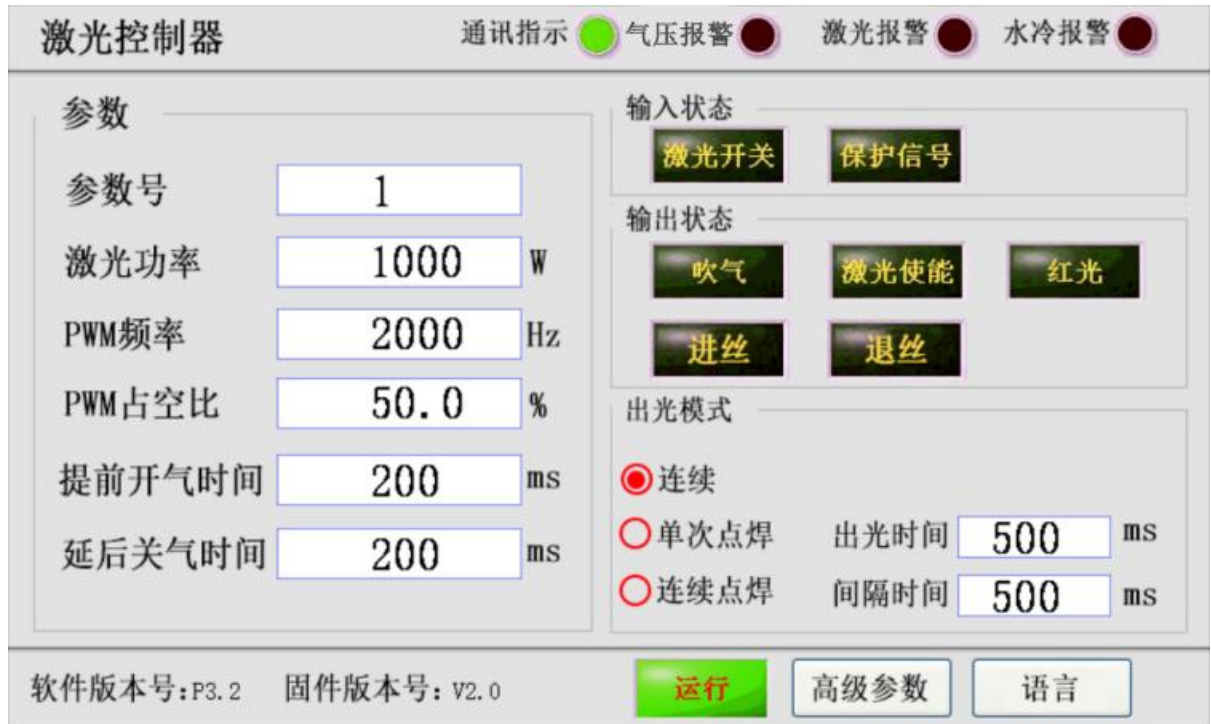 激光控制器 通讯指示 气压报警 激光报警 水冷报警
参数
参数号 1
激光功率 1000 W
PWM频率 2000 Hz
PWM占空比 50.0 %
提前开气时间 200 ms
延后关气时间 200 ms
输入状态
激光开关 保护信号
输出状态
吹气 激光使能 红光
进丝 退丝
出光模式
连续
单次点焊 出光时间 500 ms
连续点焊 间隔时间 500 ms
软件版本号:P3.2 固件版本号: V2.0 运行 高级参数 语言